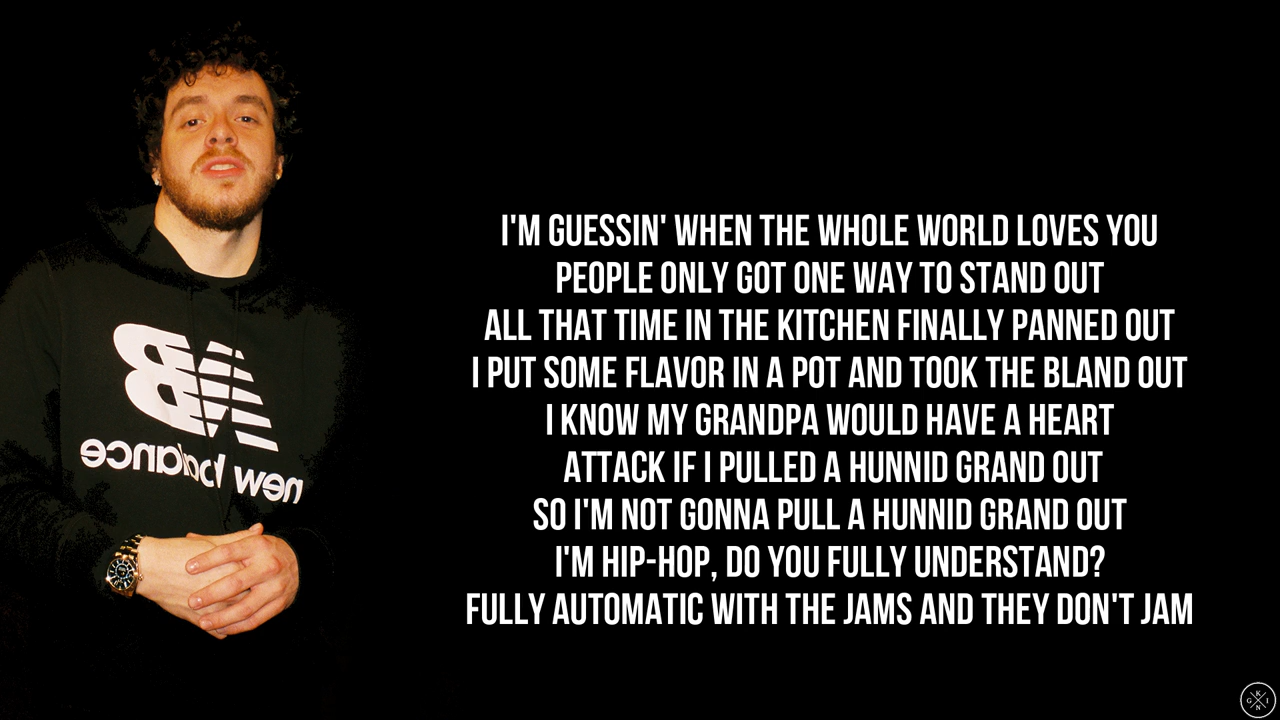 I'M GUESSIN' WHEN THE WHOLE WORLD LOVES YOU
PEOPLE ONLY GOT ONE WAY TO STAND OUT
ALL THAT TIME IN THE KITCHEN FINALLY PANNED OUT
I PUT SOME FLAVOR IN A POT AND TOOK THE BLAND OUT
I KNOW MY GRANDPA WOULD HAVE A HEART
ATTACK IF I PULLED A HUNNID GRAND OUT
SO I'M NOT GONNA PULL A HUNNID GRAND OUT
I'M HIP-HOP, DO YOU FULLY UNDERSTAND?
FULLY AUTOMATIC WITH THE JAMS AND THEY DON'T JAM
new balance
K
G I
N